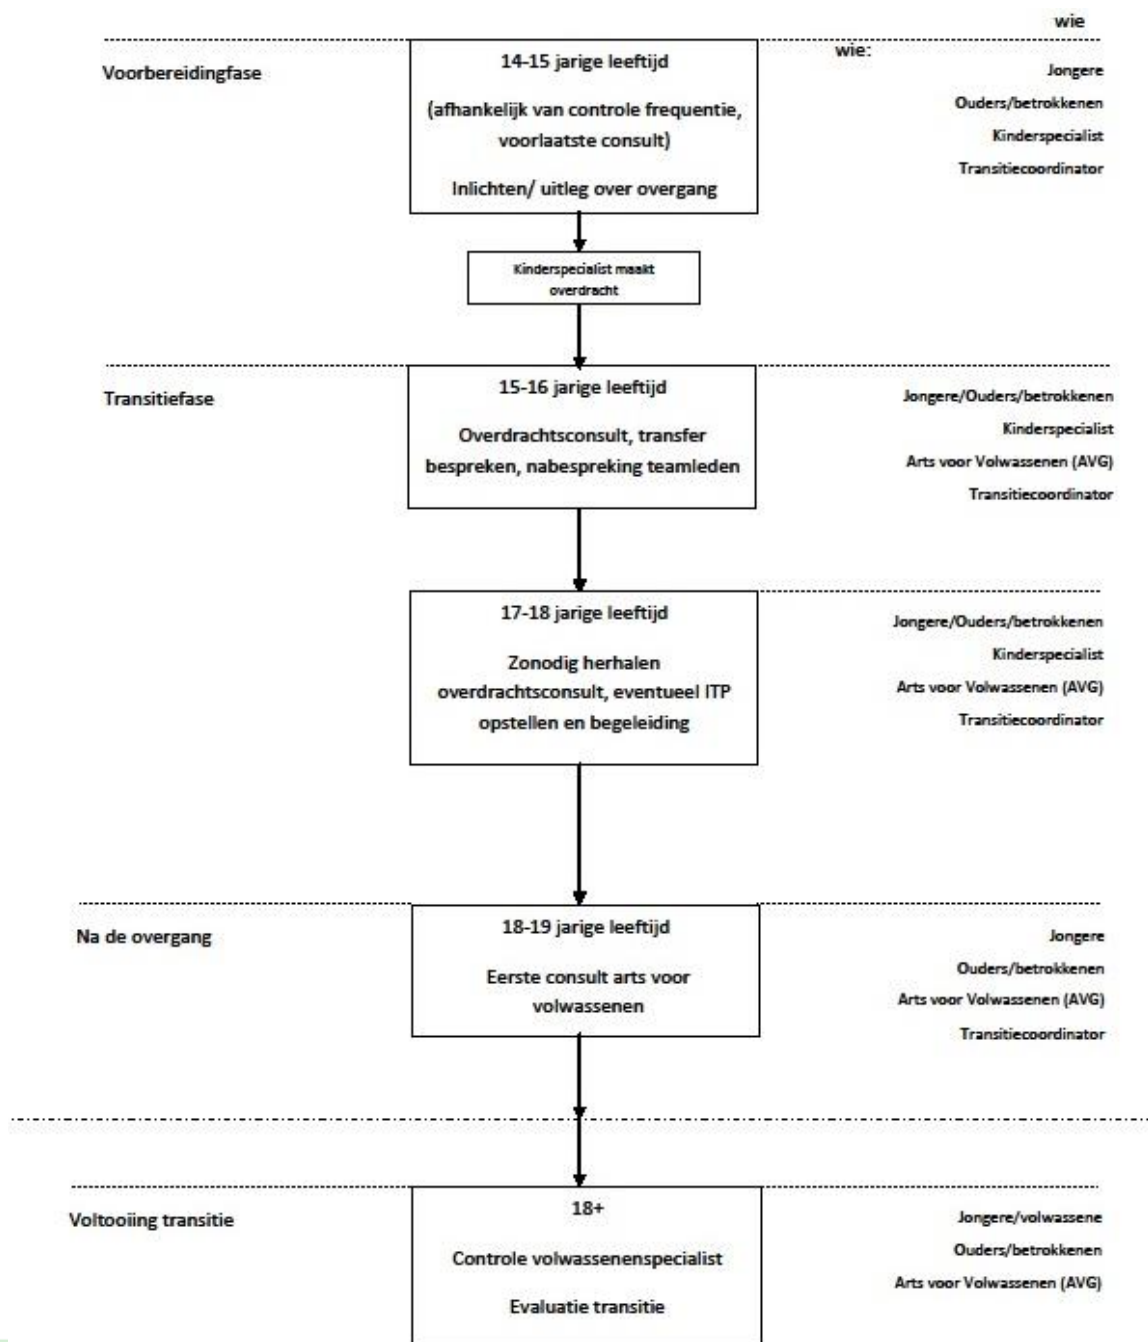 wie
wie:
Voorbereidingfase
14-15 jarige leeftijd
(afhankelijk van controle frequentie,
voorlaatste consult)
Inlichten/ uitleg over overgang
Jongere
Ouders/betrokkenen
Kinderspecialist
Transitiecoordinator
Kinderspecialist maakt
overdracht
Transitiefase
15-16 jarige leeftijd
Overdrachtsconsult, transfer
bespreken, nabespreking teamleden
Jongere/Ouders/betrokkenen
Kinderspecialist
Arts voor Volwassenen (AVG)
Transitiecoordinator
17-18 jarige leeftijd
Zonodig herhalen
overdrachtsconsult, eventueel ITP
opstellen en begeleiding
Jongere/Ouders/betrokkenen
Kinderspecialist
Arts voor Volwassenen (AVG)
Transitiecoordinator
Na de overgang
18-19 jarige leeftijd
Eerste consult arts voor
volwassenen
Jongere
Ouders/betrokkenen
Arts voor Volwassenen (AVG)
Transitiecoordinator
Voltooiing transitie
18+
Controle volwassenenspecialist
Evaluatie transitie
Jongere/volwassene
Ouders/betrokkenen
Arts voor Volwassenen (AVG)